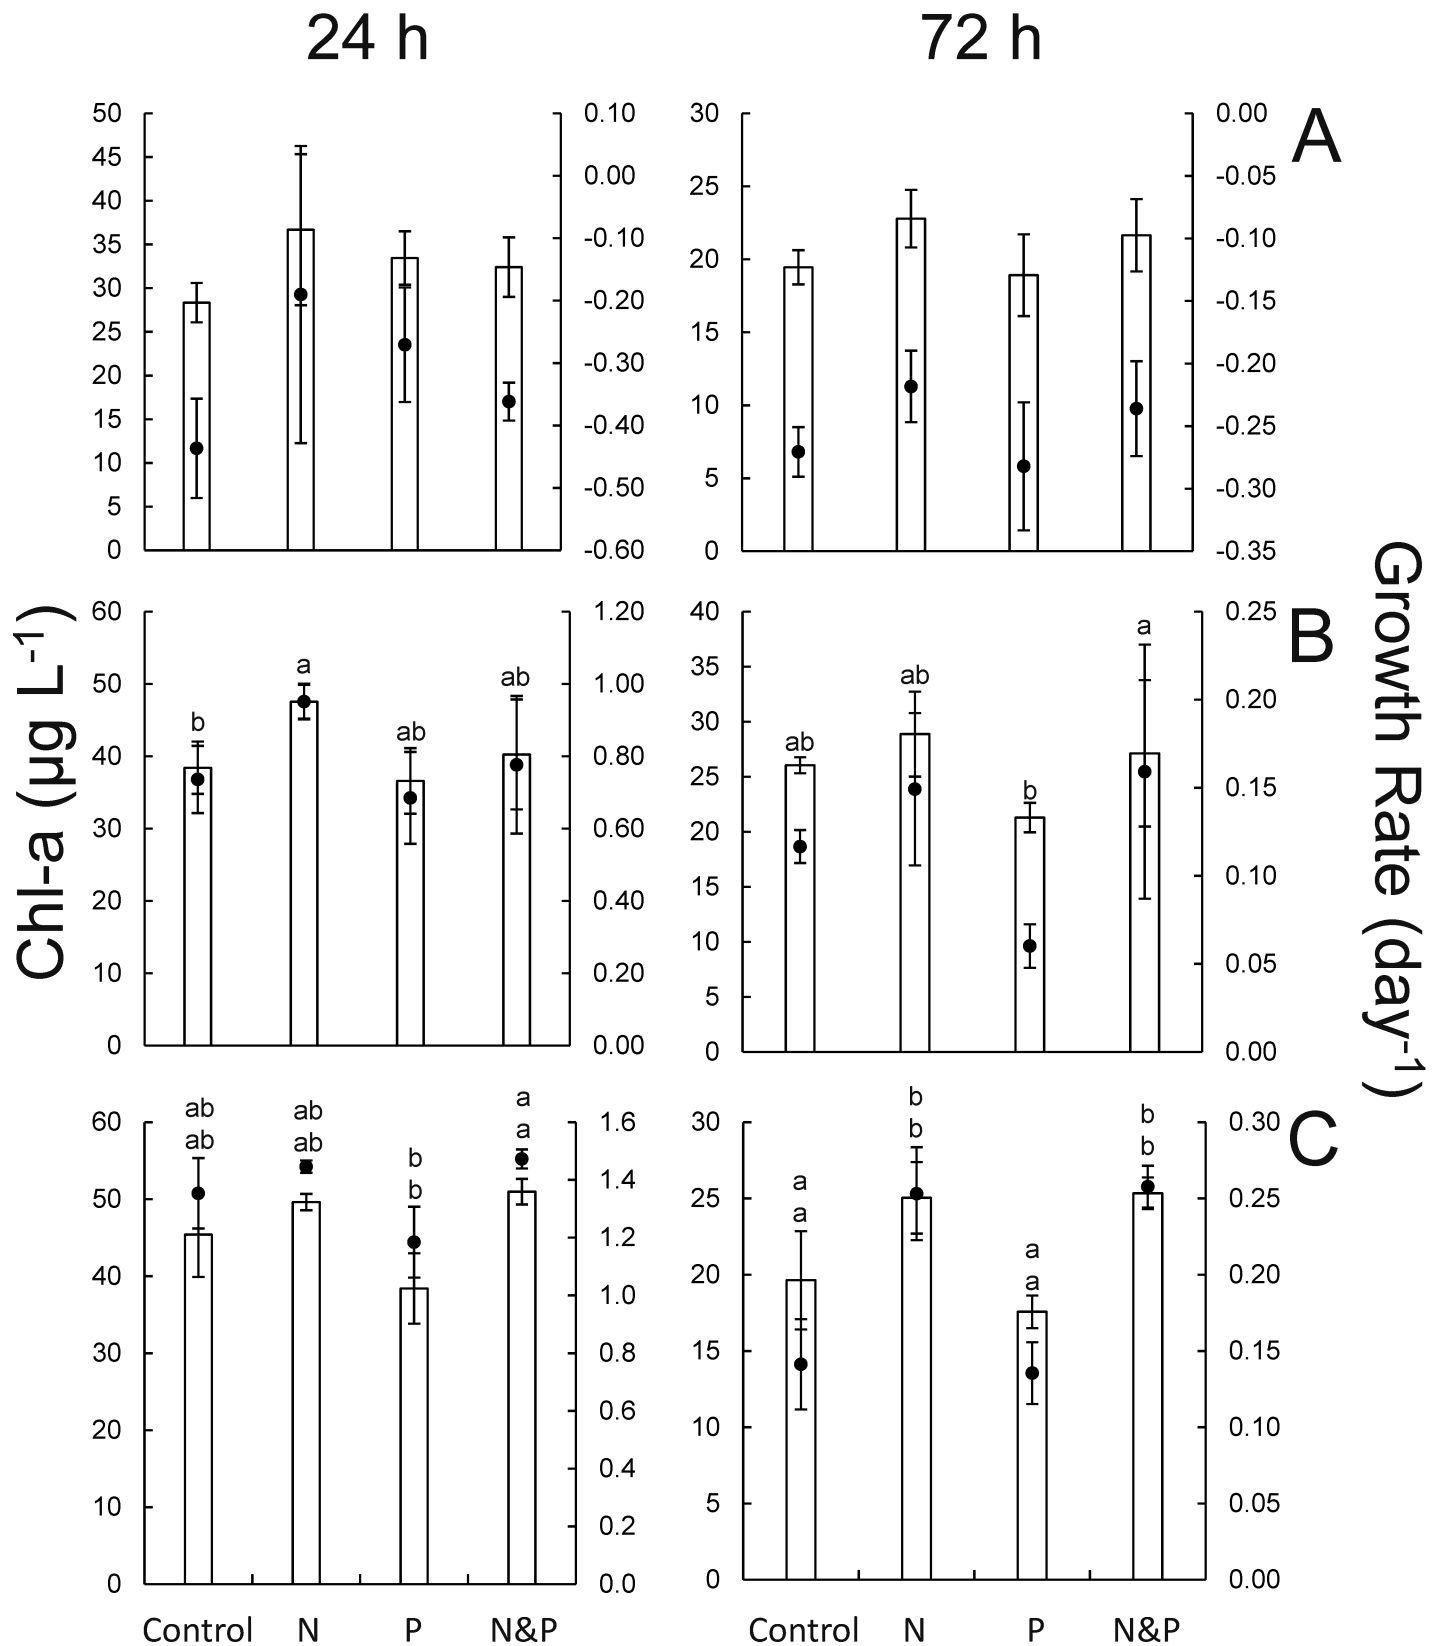 24 h 72 h
A
50 45 40 35 30 25 20 15 10 5 0
0.10 0.00 -0.10 -0.20 -0.30 -0.40 -0.50 -0.60
30 25 20 15 10 5 0
0.00 -0.05 -0.10 -0.15 -0.20 -0.25 -0.30 -0.35
Chl-a (µg L-1)
Growth Rate (day-1)
B
60 50 40 30 20 10 0
b a ab ab
1.20 1.00 0.80 0.60 0.40 0.20 0.00
40 35 30 25 20 15 10 5 0
ab ab b a
0.25 0.20 0.15 0.10 0.05 0.00
C
60 50 40 30 20 10 0
ab ab b a
ab ab b a
1.6 1.4 1.2 1.0 0.8 0.6 0.4 0.2 0.0
30 25 20 15 10 5 0
a b a b
a b a b
0.30 0.25 0.20 0.15 0.10 0.05 0.00
Control N P N&P Control N P N&P